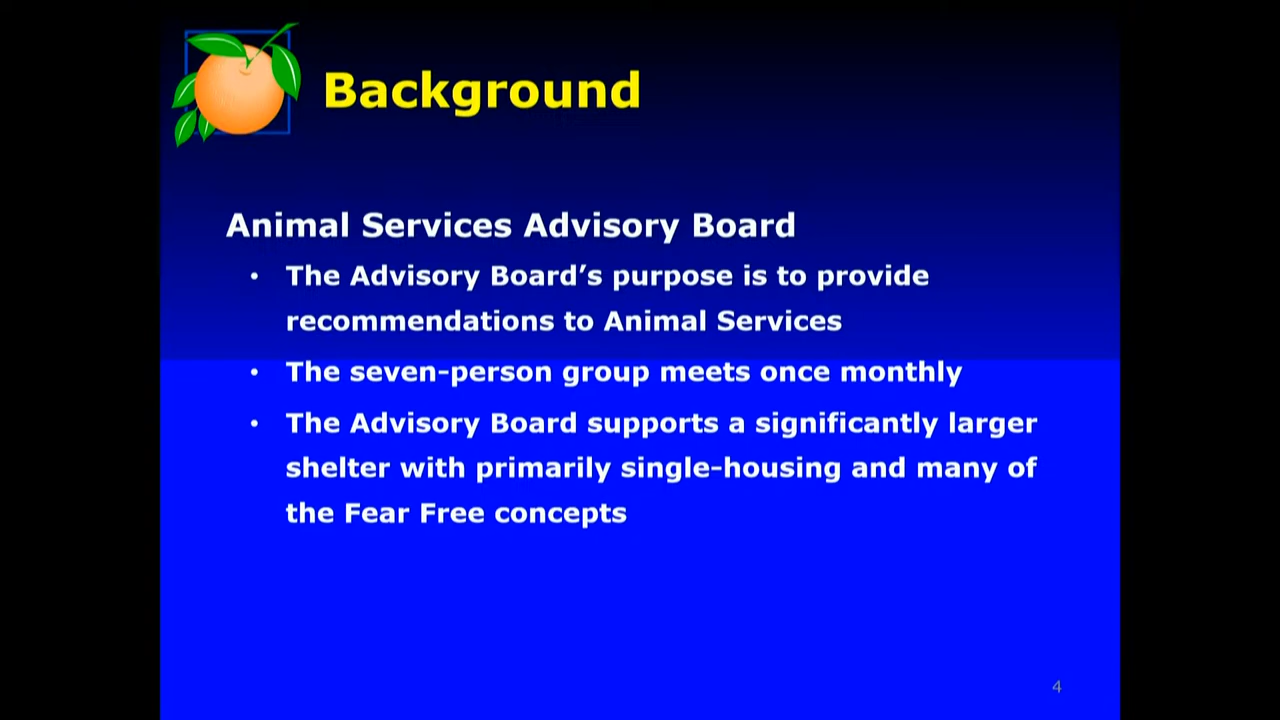 Background
Animal Services Advisory Board
• The Advisory Board’s purpose is to provide
recommendations to Animal Services
• The seven-person group meets once monthly
• The Advisory Board supports a significantly larger
shelter with primarily single-housing and many of
the Fear Free concepts
4